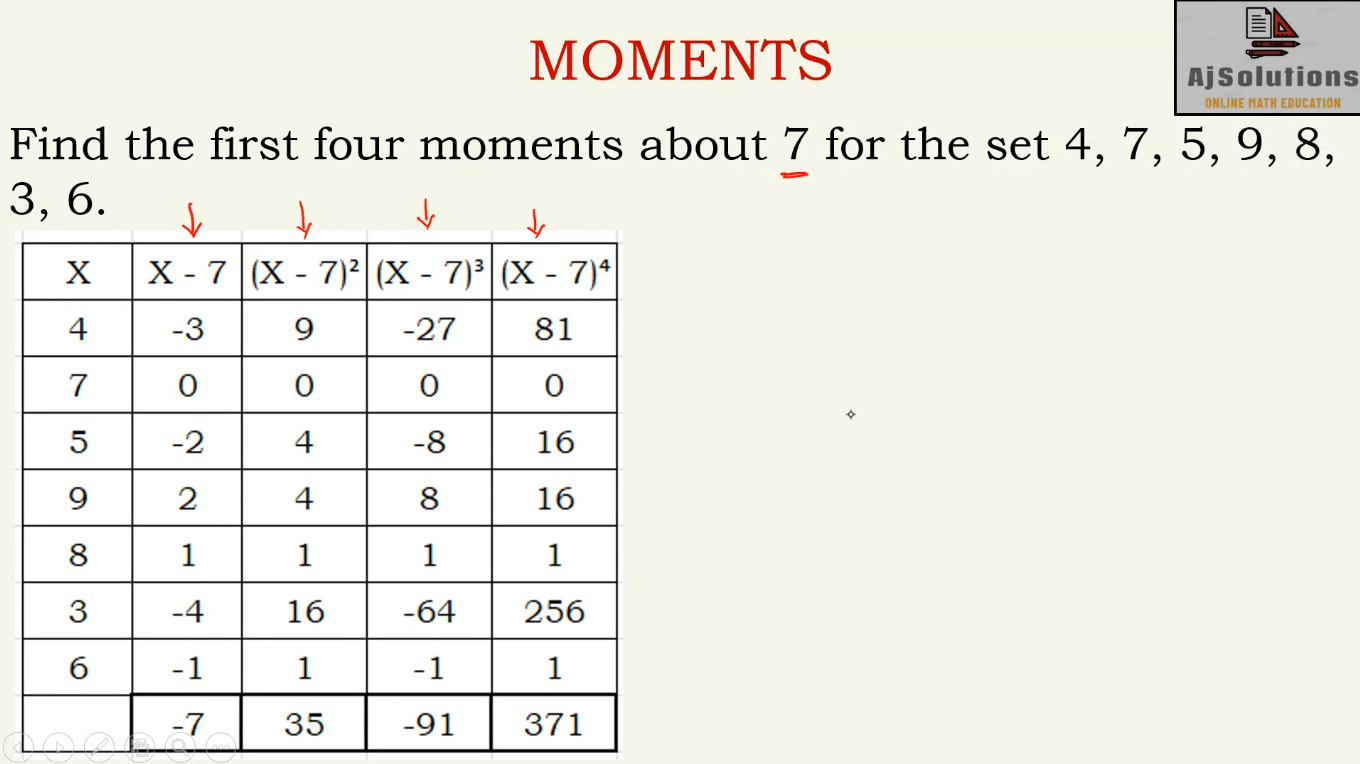 MOMENTS
AjSolutions
ONLINE MATH EDUCATION
Find the first four moments about 7 for the set 4, 7, 5, 9, 8,
3, 6.
X X - 7 (X - 7)² (X - 7)³ (X - 7)⁴
4 -3 9 -27 81
7 0 0 0 0
5 -2 4 -8 16
9 2 4 8 16
8 1 1 1 1
3 -4 16 -64 256
6 -1 1 -1 1
-7 35 -91 371